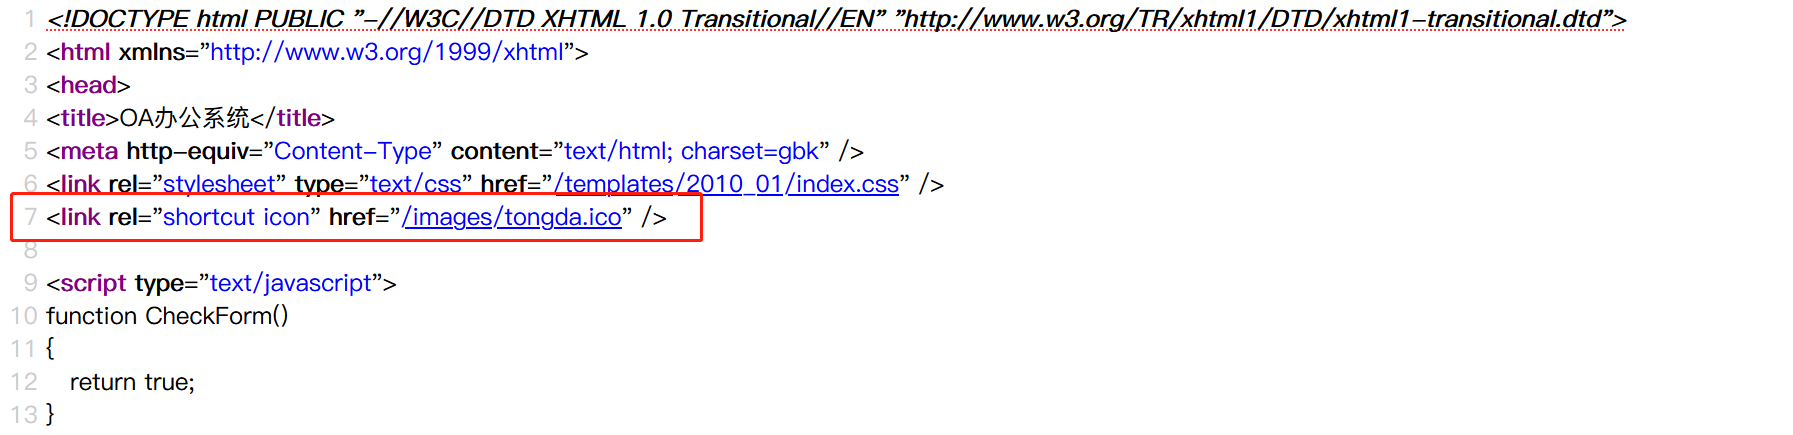 1 <!DOCTYPE html PUBLIC "-//W3C//DTD XHTML 1.0 Transitional//EN" "http://www.w3.org/TR/xhtml1/DTD/xhtml1-transitional.dtd">
2 <html xmlns="http://www.w3.org/1999/xhtml">
3 <head>
4 <title>OA办公系统</title>
5 <meta http-equiv="Content-Type" content="text/html; charset=gbk" />
6 <link rel="stylesheet" type="text/css" href="/templates/2010_01/index.css" />
7 <link rel="shortcut icon" href="/images/tongda.ico" />
8
9 <script type="text/javascript">
10 function CheckForm()
11 {
12    return true;
13 }